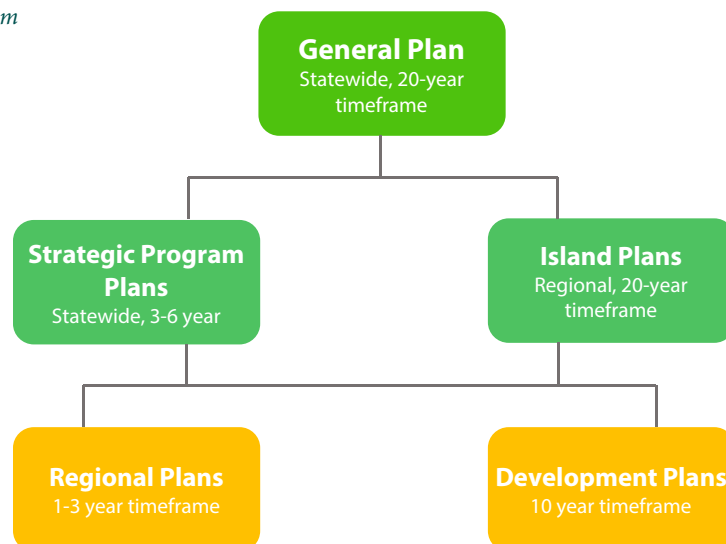 General Plan
Statewide, 20-year
timeframe
Strategic Program
Plans
Statewide, 3-6 year
Island Plans
Regional, 20-year
timeframe
Regional Plans
1-3 year timeframe
Development Plans
10 year timeframe